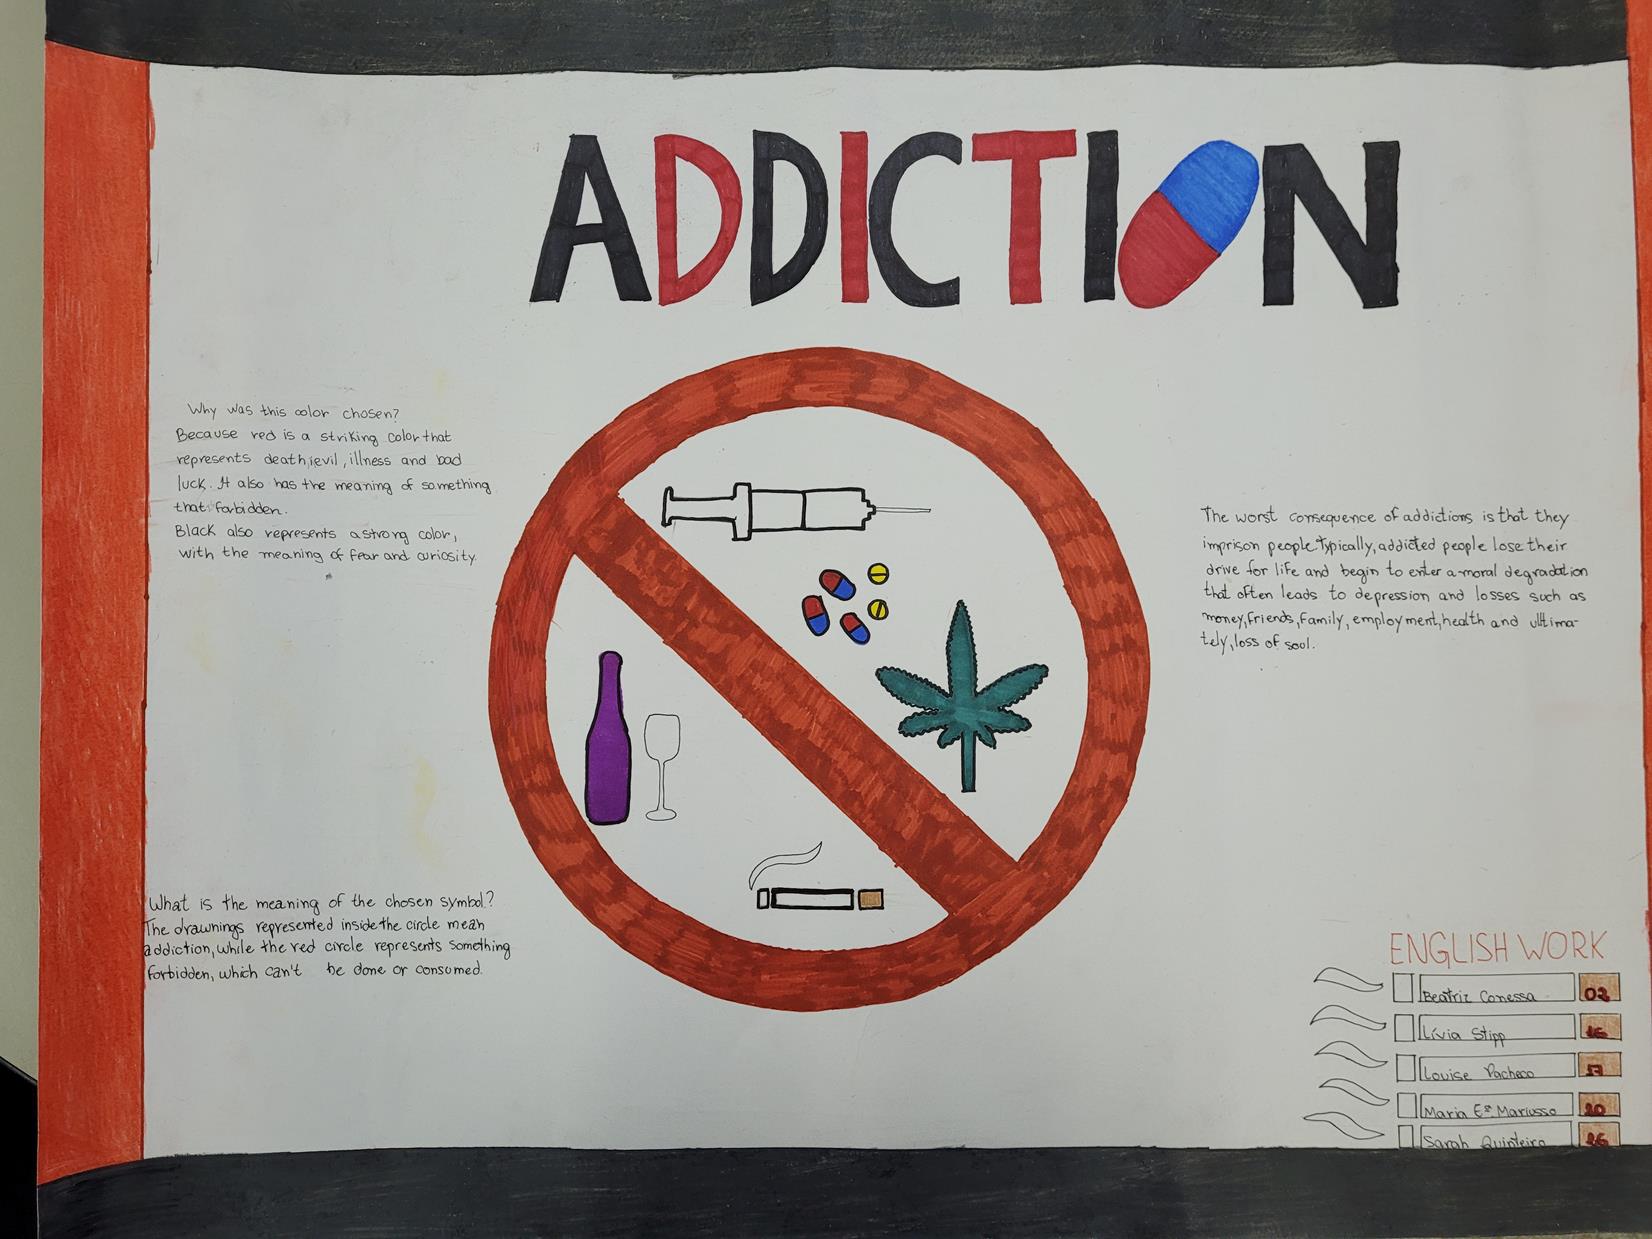 ADDICTION
Why was this color chosen?
Because red is a striking color that
represents death, evil, illness and bad
luck. It also has the meaning of something
that forbidden.
Black also represents a strong color,
with the meaning of fear and curiosity
The worst consequence of addictions is that they
imprison people. Typically, addicted people lose their
drive for life and begin to enter a moral degradation
that often leads to depression and losses such as
money, friends, family, employment, health and ultima-
tely, loss of sool.
What is the meaning of the chosen symbol?
The drawnings represented inside the circle mean
addiction, while the red circle represents something
forbidden, which can't be done or consumed.
ENGLISH WORK
Beatriz Conessa 02
Lívia Stipp 16
Louise Pacheco 17
Maria Eª Mariusso 20
Sarah Quinteiro 26